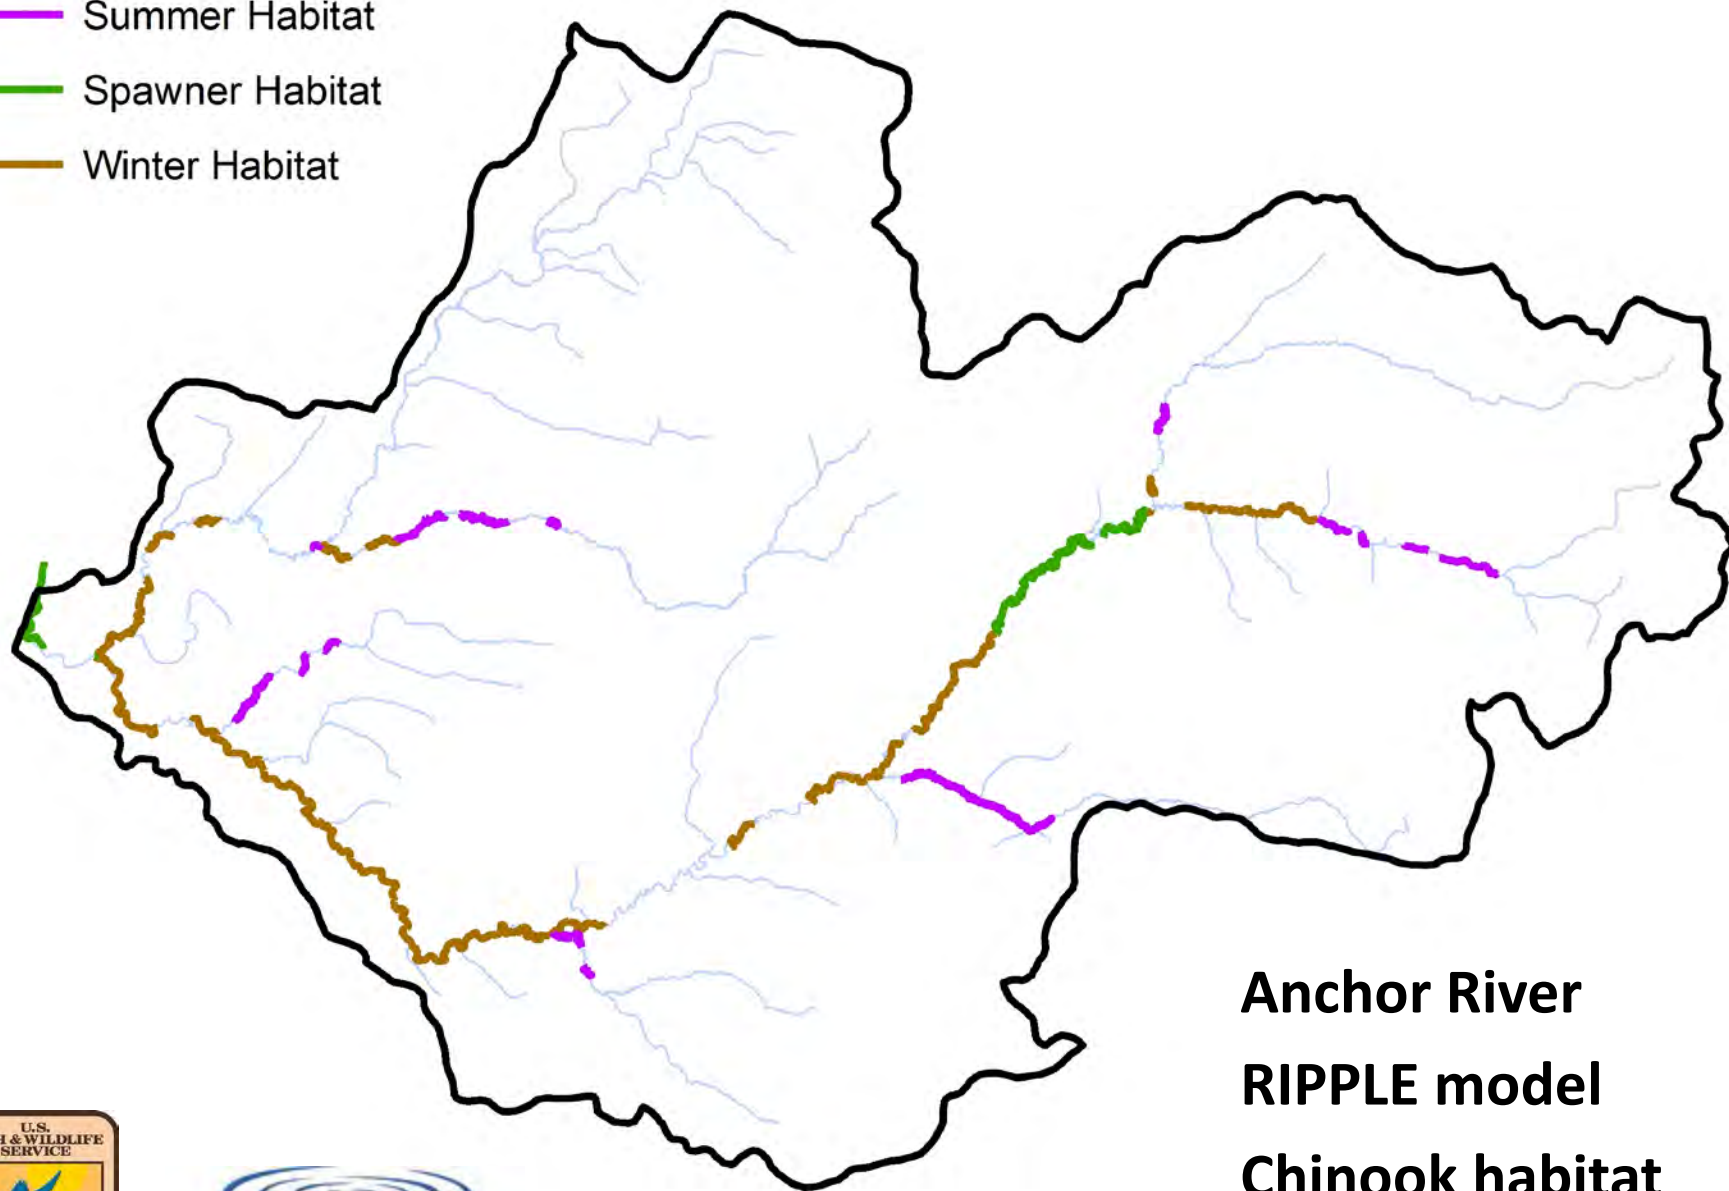 Summer Habitat
Spawner Habitat
Winter Habitat
Anchor River
RIPPLE model
Chinook habitat
U.S.
H & WILDLIFE
SERVICE